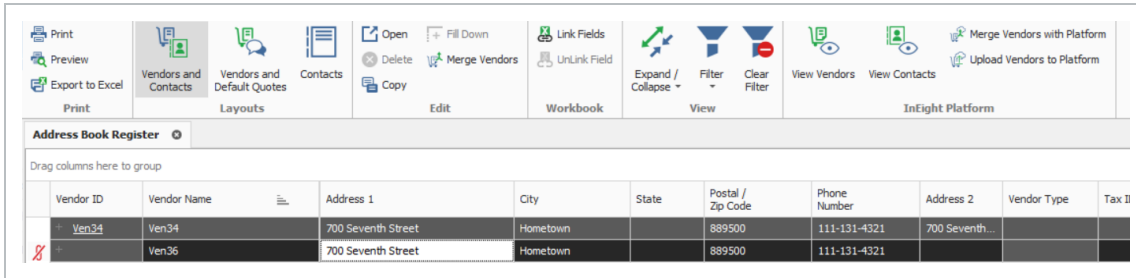 Print
Preview
Export to Excel
Print
Vendors and
Contacts
Vendors and
Default Quotes
Contacts
Layouts
Open
Delete
Copy
Fill Down
Merge Vendors
Edit
Link Fields
UnLink Field
Workbook
Expand /
Collapse
Filter
Clear
Filter
View
View Vendors
View Contacts
Merge Vendors with Platform
Upload Vendors to Platform
InEight Platform
Address Book Register
Drag columns here to group
Vendor ID Vendor Name Address 1 City State Postal / Zip Code Phone Number Address 2 Vendor Type Tax I
+ Ven34 Ven34 700 Seventh Street Hometown 889500 111-131-4321 700 Seventh...
+ Ven36 700 Seventh Street Hometown 889500 111-131-4321